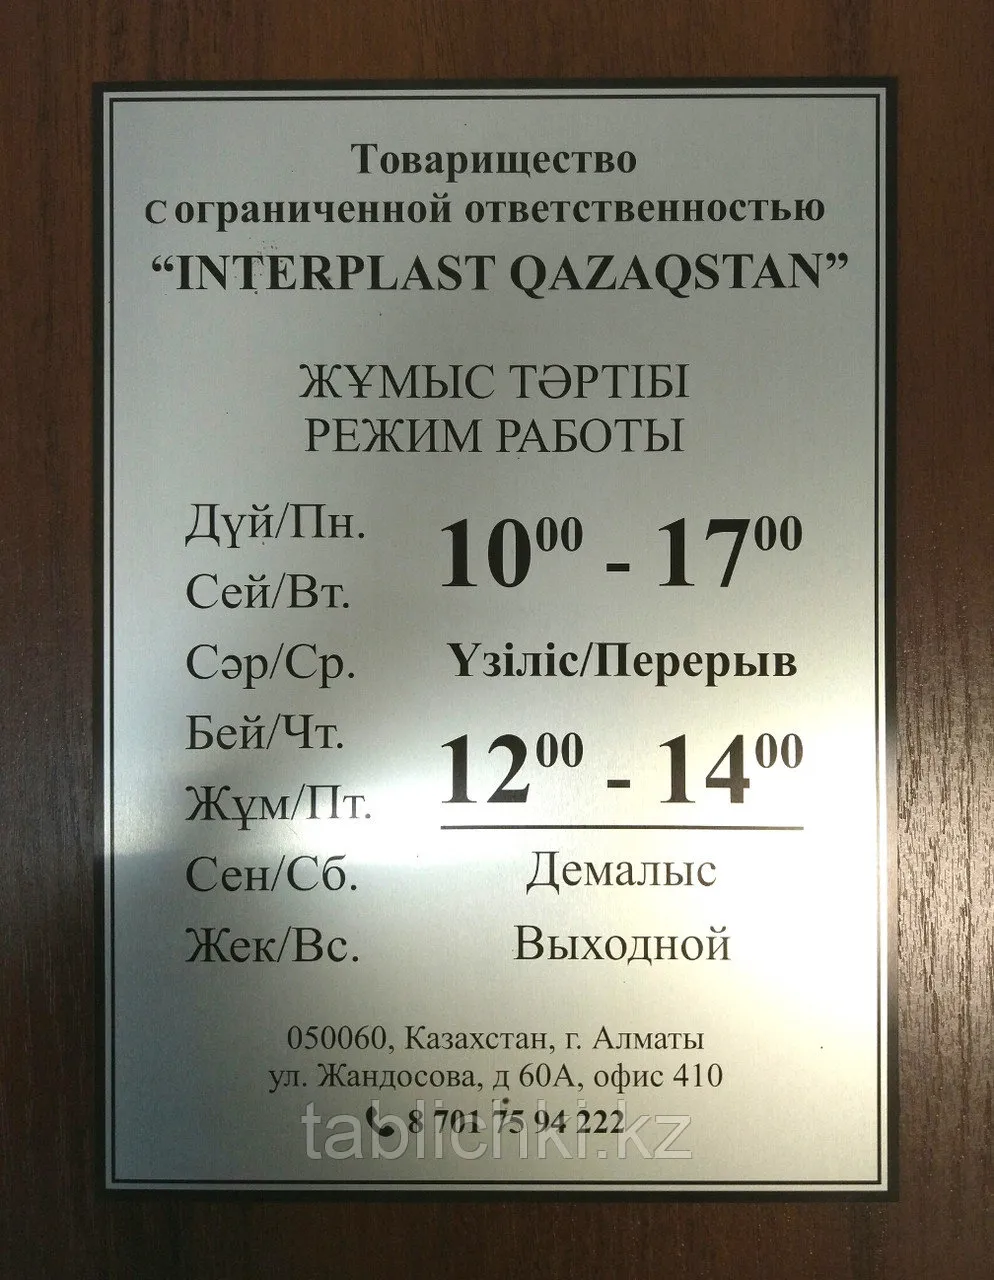 Товарищество
с ограниченной ответственностью
“INTERPLAST QAZAQSTAN”
ЖҰМЫС ТӘРТІБІ
РЕЖИМ РАБОТЫ
Дүй/Пн.
Сей/Вт.
Сәр/Ср.
Бей/Чт.
Жұм/Пт.
Сен/Сб.
Жек/Вс.
10⁰⁰ - 17⁰⁰
Үзіліс/Перерыв
12⁰⁰ - 14⁰⁰
Демалыс
Выходной
050060, Казахстан, г. Алматы
ул. Жандосова, д 60А, офис 410
8 701 75 94 222
tablichki.kz